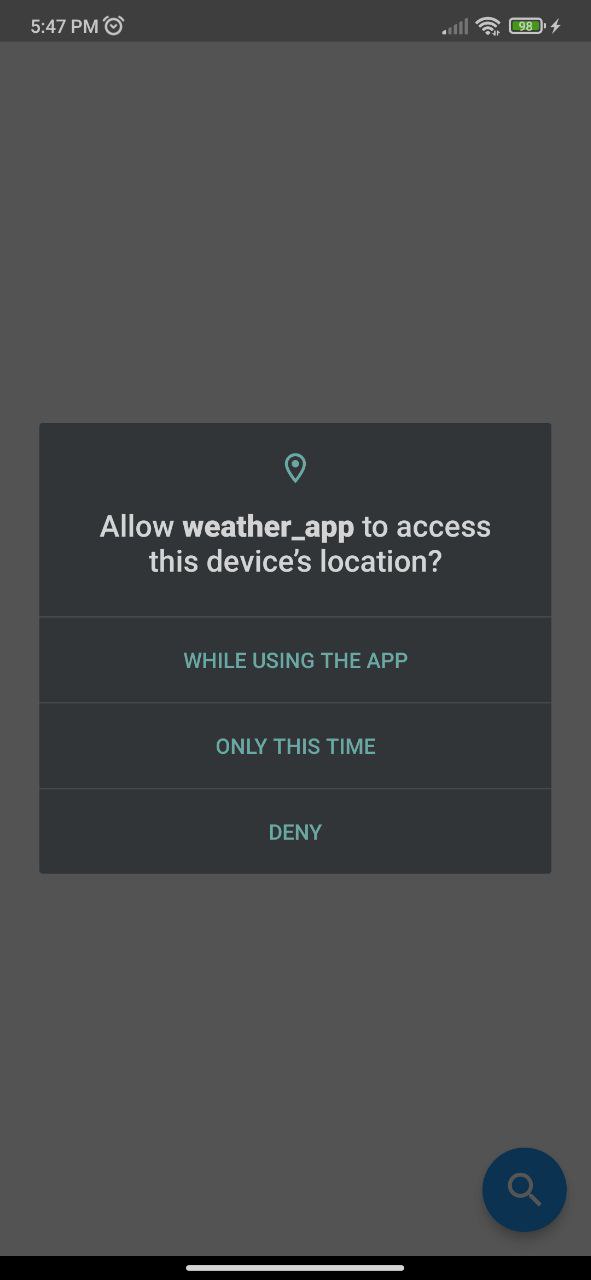 5:47 PM
98
Allow weather_app to access
this device’s location?
WHILE USING THE APP
ONLY THIS TIME
DENY